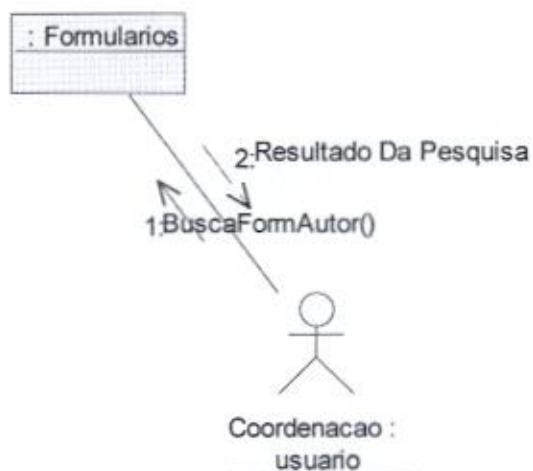 : Formularios
2:Resultado Da Pesquisa
1:BuscaFormAutor()
Coordenacao :
usuario